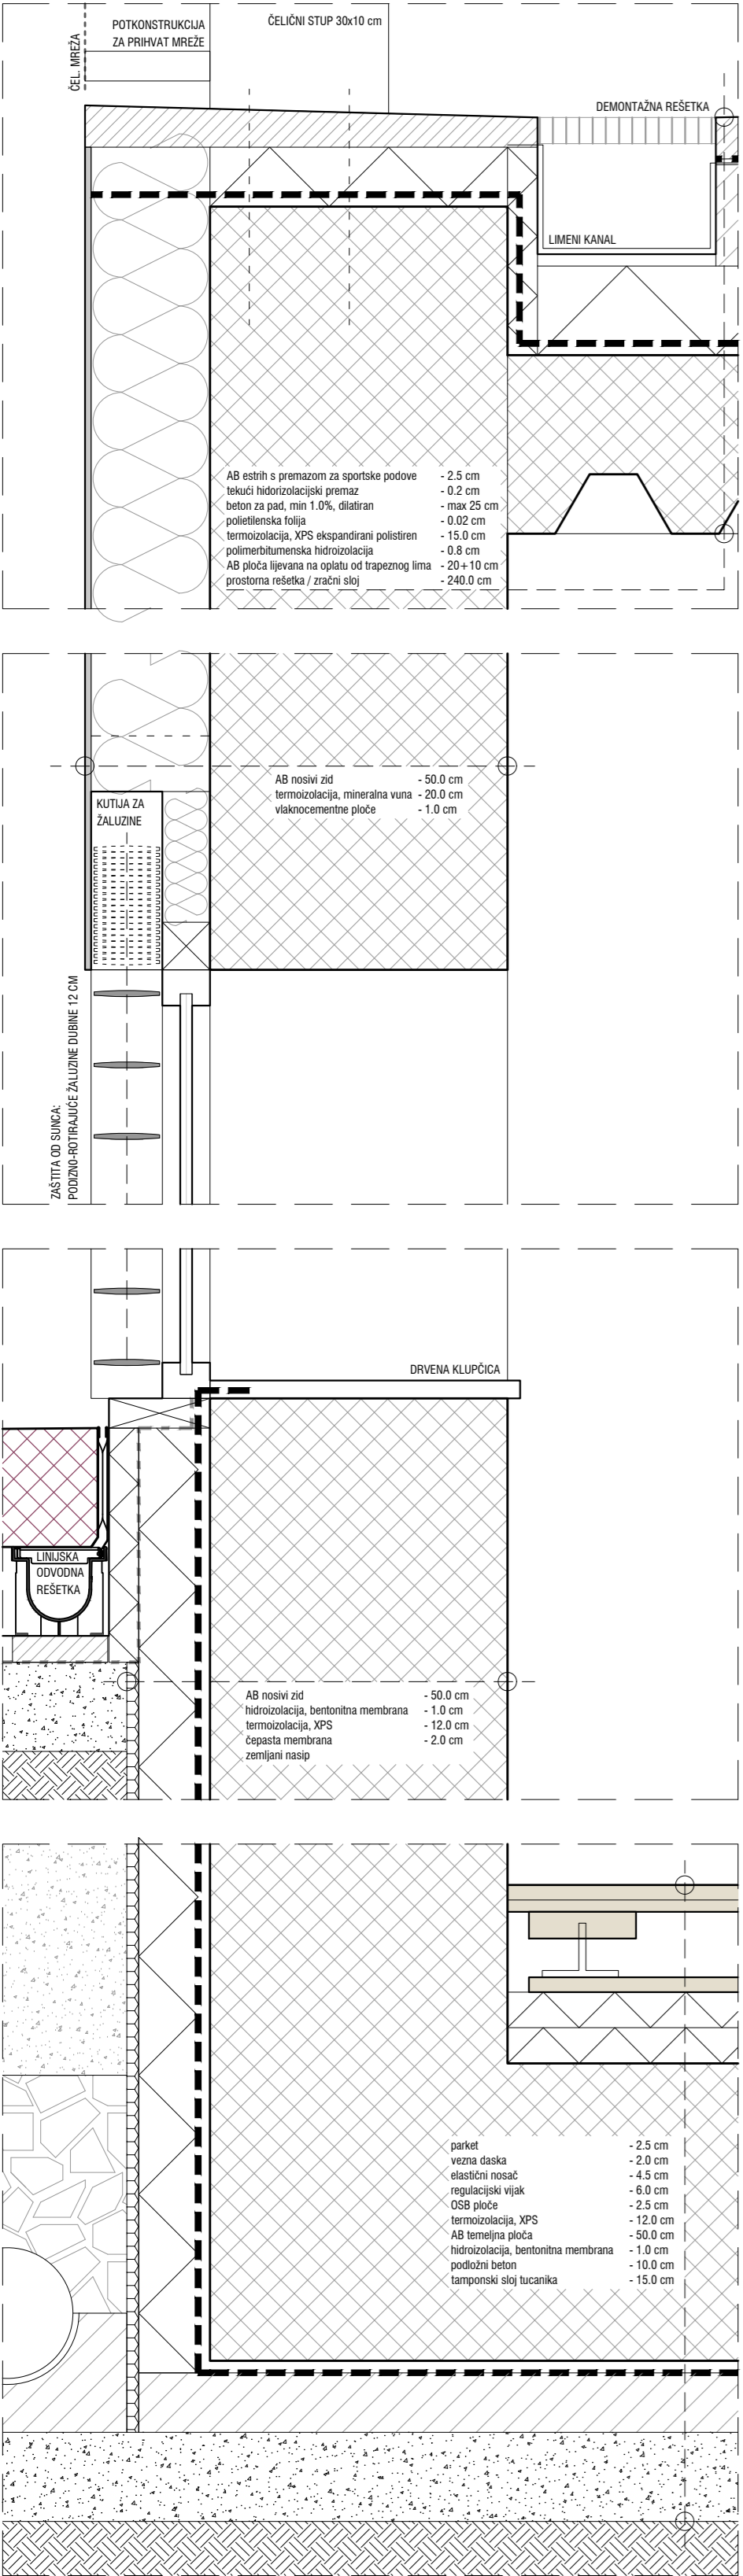 ČEL. MREŽA
POTKONSTRUKCIJA
ZA PRIHVAT MREŽE
ČELIČNI STUP 30x10 cm
DEMONTAŽNA REŠETKA
LIMENI KANAL
AB estrih s premazom za sportske podove - 2.5 cm
tekući hidorizolacijski premaz - 0.2 cm
beton za pad, min 1.0%, dilatiran - max 25 cm
polietilenska folija - 0.02 cm
termoizolacija, XPS ekspandirani polistiren - 15.0 cm
polimerbitumenska hidroizolacija - 0.8 cm
AB ploča lijevana na oplatu od trapeznog lima - 20+10 cm
prostorna rešetka / zračni sloj - 240.0 cm
AB nosivi zid - 50.0 cm
termoizolacija, mineralna vuna - 20.0 cm
vlaknocementne ploče - 1.0 cm
KUTIJA ZA
ŽALUZINE
ZAŠTITA OD SUNCA:
PODIZNO-ROTIRAJUĆE ŽALUZINE DUBINE 12 CM
DRVENA KLUPČICA
LINIJSKA
ODVODNA
REŠETKA
AB nosivi zid - 50.0 cm
hidroizolacija, bentonitna membrana - 1.0 cm
termoizolacija, XPS - 12.0 cm
čepasta membrana - 2.0 cm
zemljani nasip
parket - 2.5 cm
vezna daska - 2.0 cm
elastični nosač - 4.5 cm
regulacijski vijak - 6.0 cm
OSB ploče - 2.5 cm
termoizolacija, XPS - 12.0 cm
AB temeljna ploča - 50.0 cm
hidroizolacija, bentonitna membrana - 1.0 cm
podložni beton - 10.0 cm
tamponski sloj tucanika - 15.0 cm